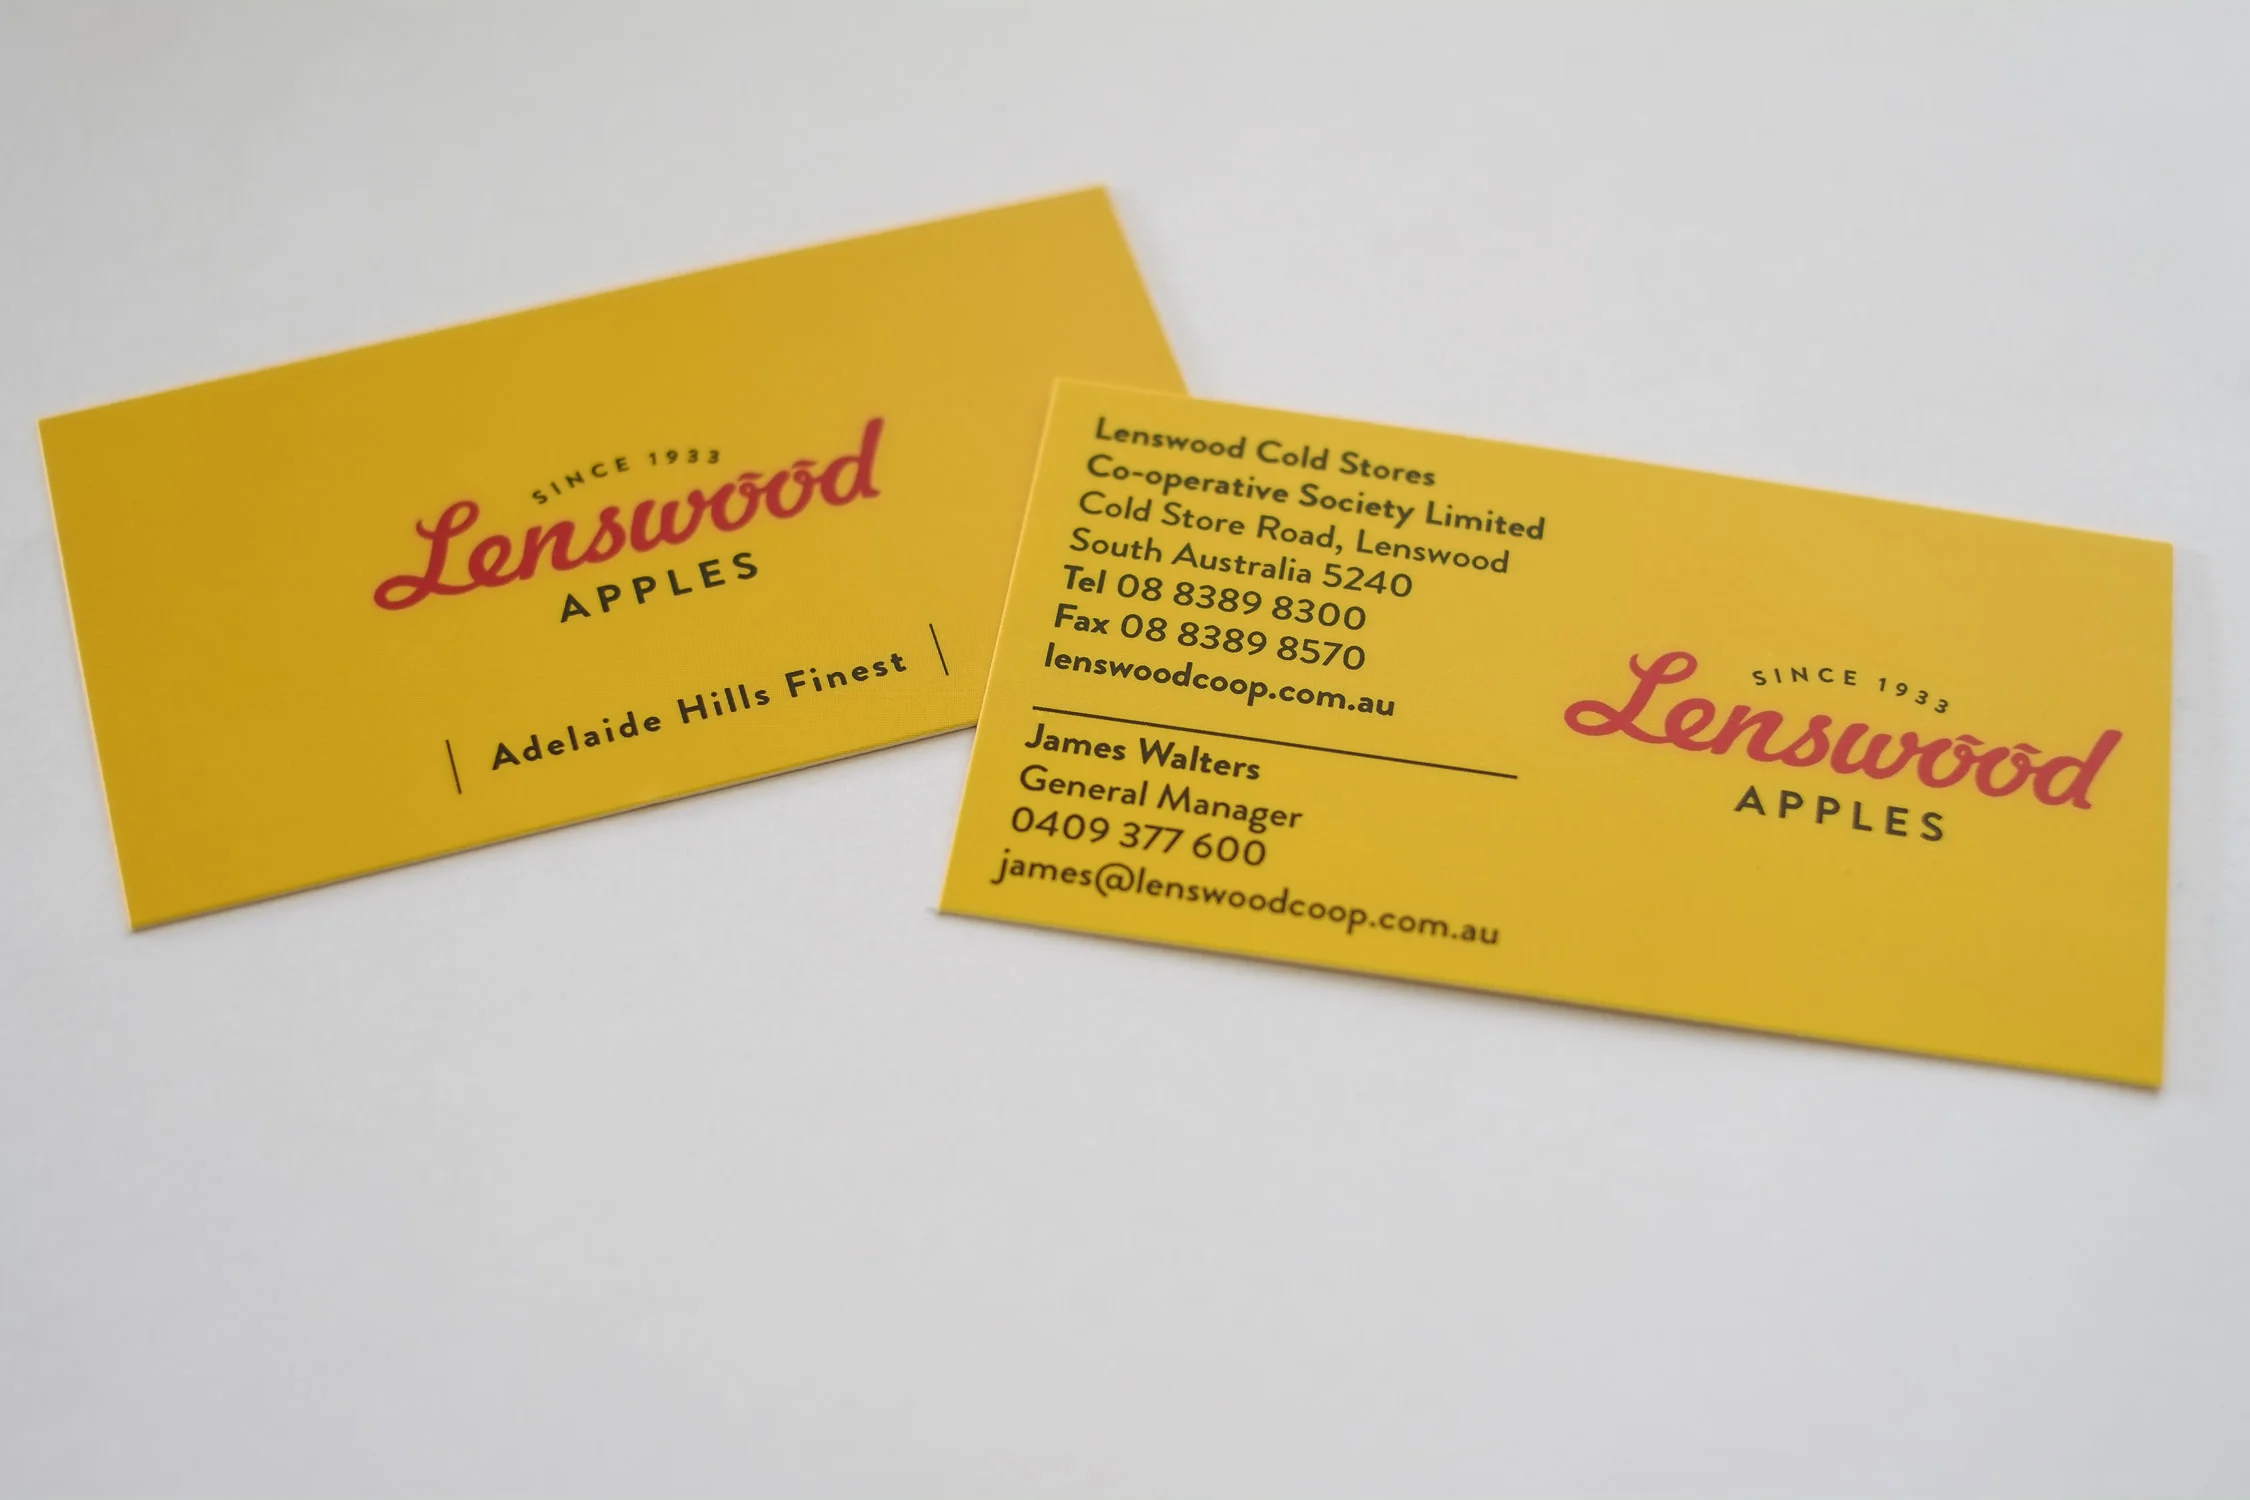 SINCE 1933
Lenswood
APPLES
Adelaide Hills Finest
Lenswood Cold Stores
Co-operative Society Limited
Cold Store Road, Lenswood
South Australia 5240
Tel 08 8389 8300
Fax 08 8389 8570
lenswoodcoop.com.au
James Walters
General Manager
0409 377 600
james@lenswoodcoop.com.au
SINCE 1933
Lenswood
APPLES